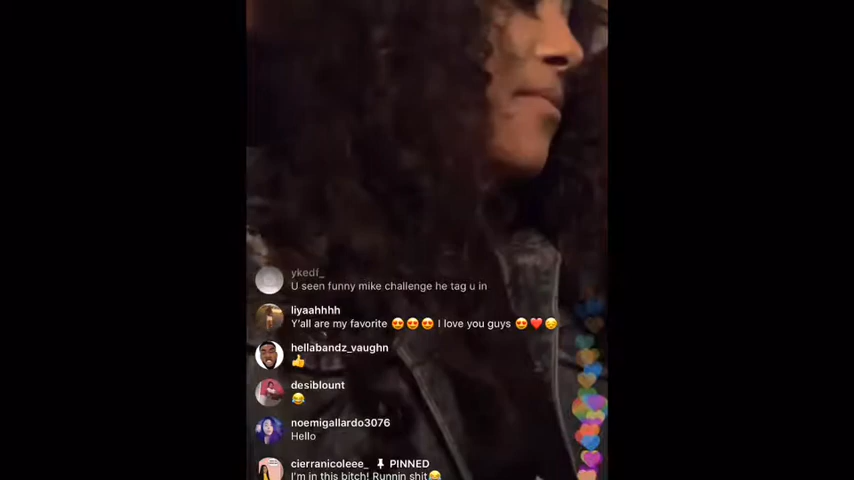 ykedf_
U seen funny mike challenge he tag u in
liyaahhhh
Y'all are my favorite 😍😍😍 I love you guys 😍❤️😔
hellabandz_vaughn
👍
desiblount
😂
noemigallardo3076
Hello
cierranicoleee_ 📌 PINNED
I'm in this bitch! Runnin shit😂